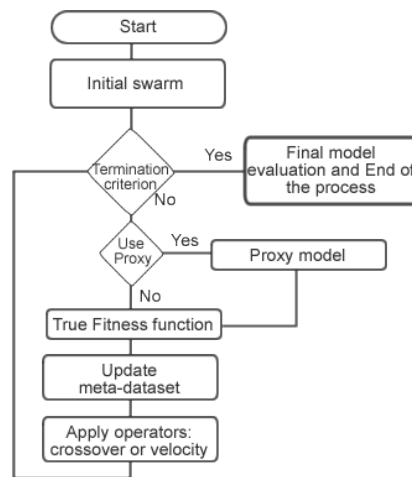 Start
Initial swarm
Termination
criterion
Yes
Final model
evaluation and End of
the process
No
Use
Proxy
Yes
Proxy model
No
True Fitness function
Update
meta-dataset
Apply operators:
crossover or velocity